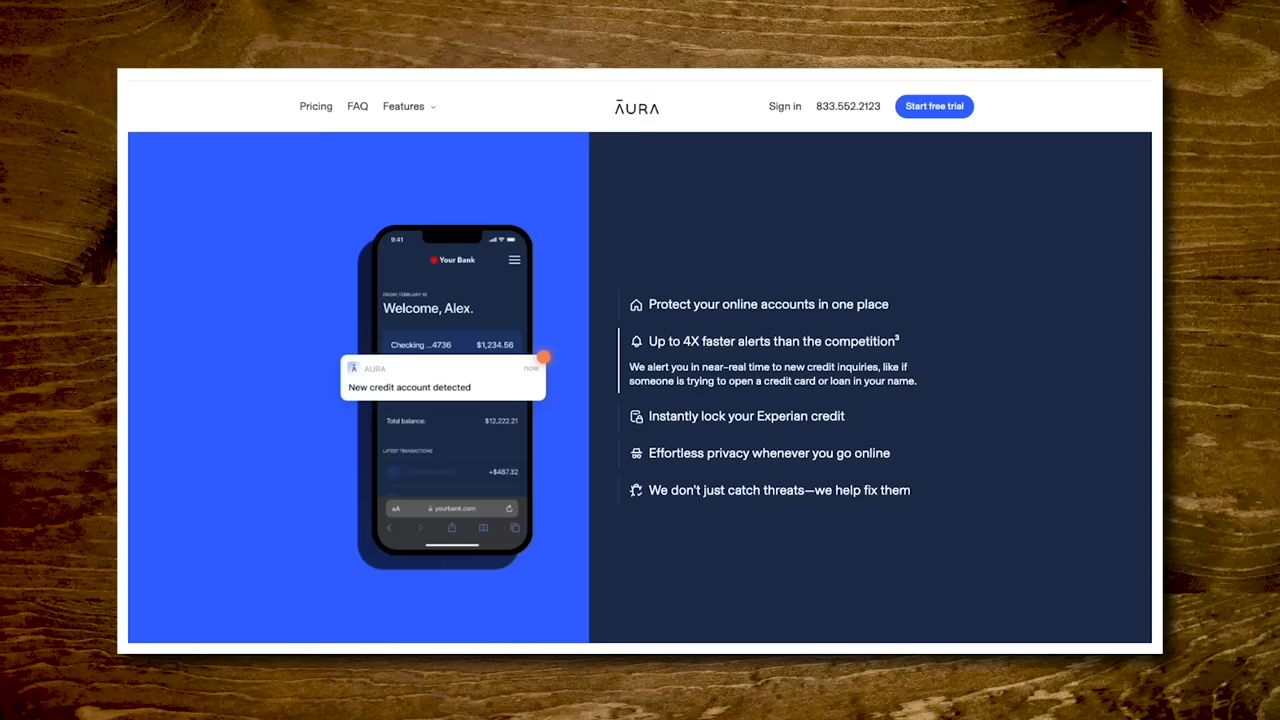 Pricing FAQ Features
ĀURA
Sign in 833.552.2123 Start free trial
9:41
Your Bank
FRIDAY, FEBRUARY 10
Welcome, Alex.
Checking ...4736 $1,234.56
AURA now
New credit account detected
Total balance: $12,222.21
LATEST TRANSACTIONS
+$487.32
AA yourbank.com
Protect your online accounts in one place
Up to 4X faster alerts than the competition³
We alert you in near-real time to new credit inquiries, like if
someone is trying to open a credit card or loan in your name.
Instantly lock your Experian credit
Effortless privacy whenever you go online
We don't just catch threats—we help fix them